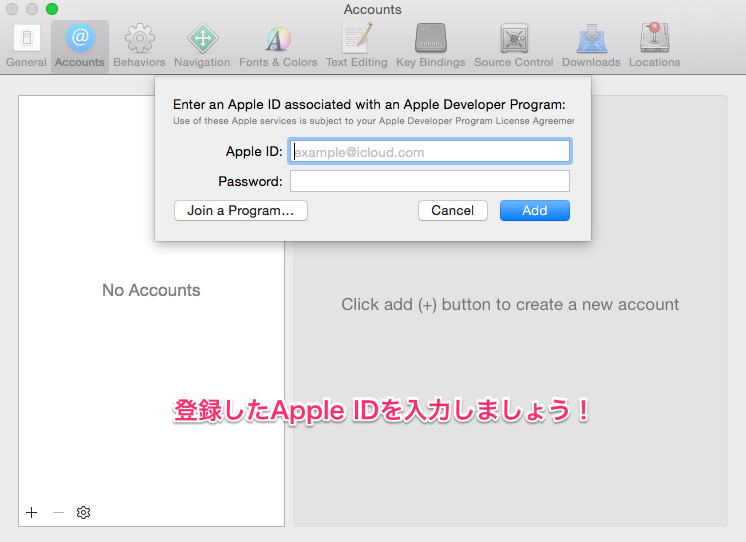 Accounts
General Accounts Behaviors Navigation Fonts & Colors Text Editing Key Bindings Source Control Downloads Locations
Enter an Apple ID associated with an Apple Developer Program:
Use of these Apple services is subject to your Apple Developer Program License Agreemer
Apple ID: example@icloud.com
Password:
Join a Program... Cancel Add
No Accounts
Click add (+) button to create a new account
登録したApple IDを入力しましょう！